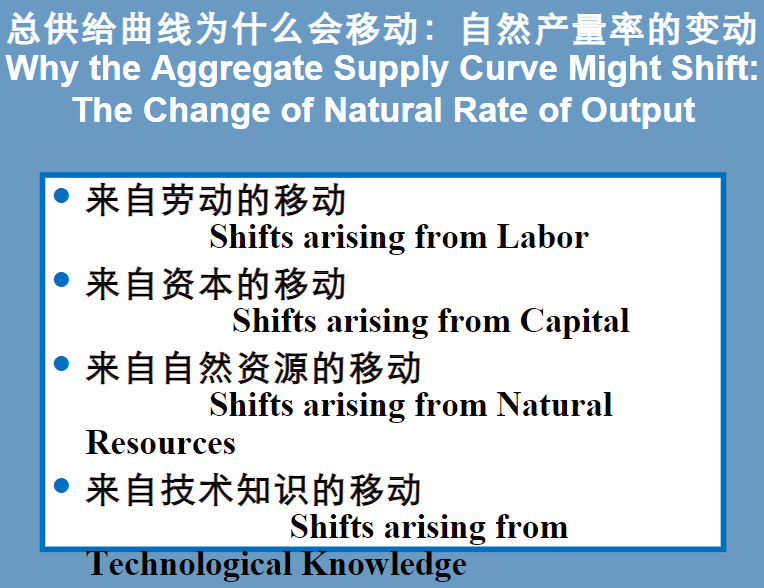 总供给曲线为什么会移动：自然产量率的变动
Why the Aggregate Supply Curve Might Shift:
The Change of Natural Rate of Output
• 来自劳动的移动
Shifts arising from Labor
• 来自资本的移动
Shifts arising from Capital
• 来自自然资源的移动
Shifts arising from Natural
Resources
• 来自技术知识的移动
Shifts arising from
Technological Knowledge